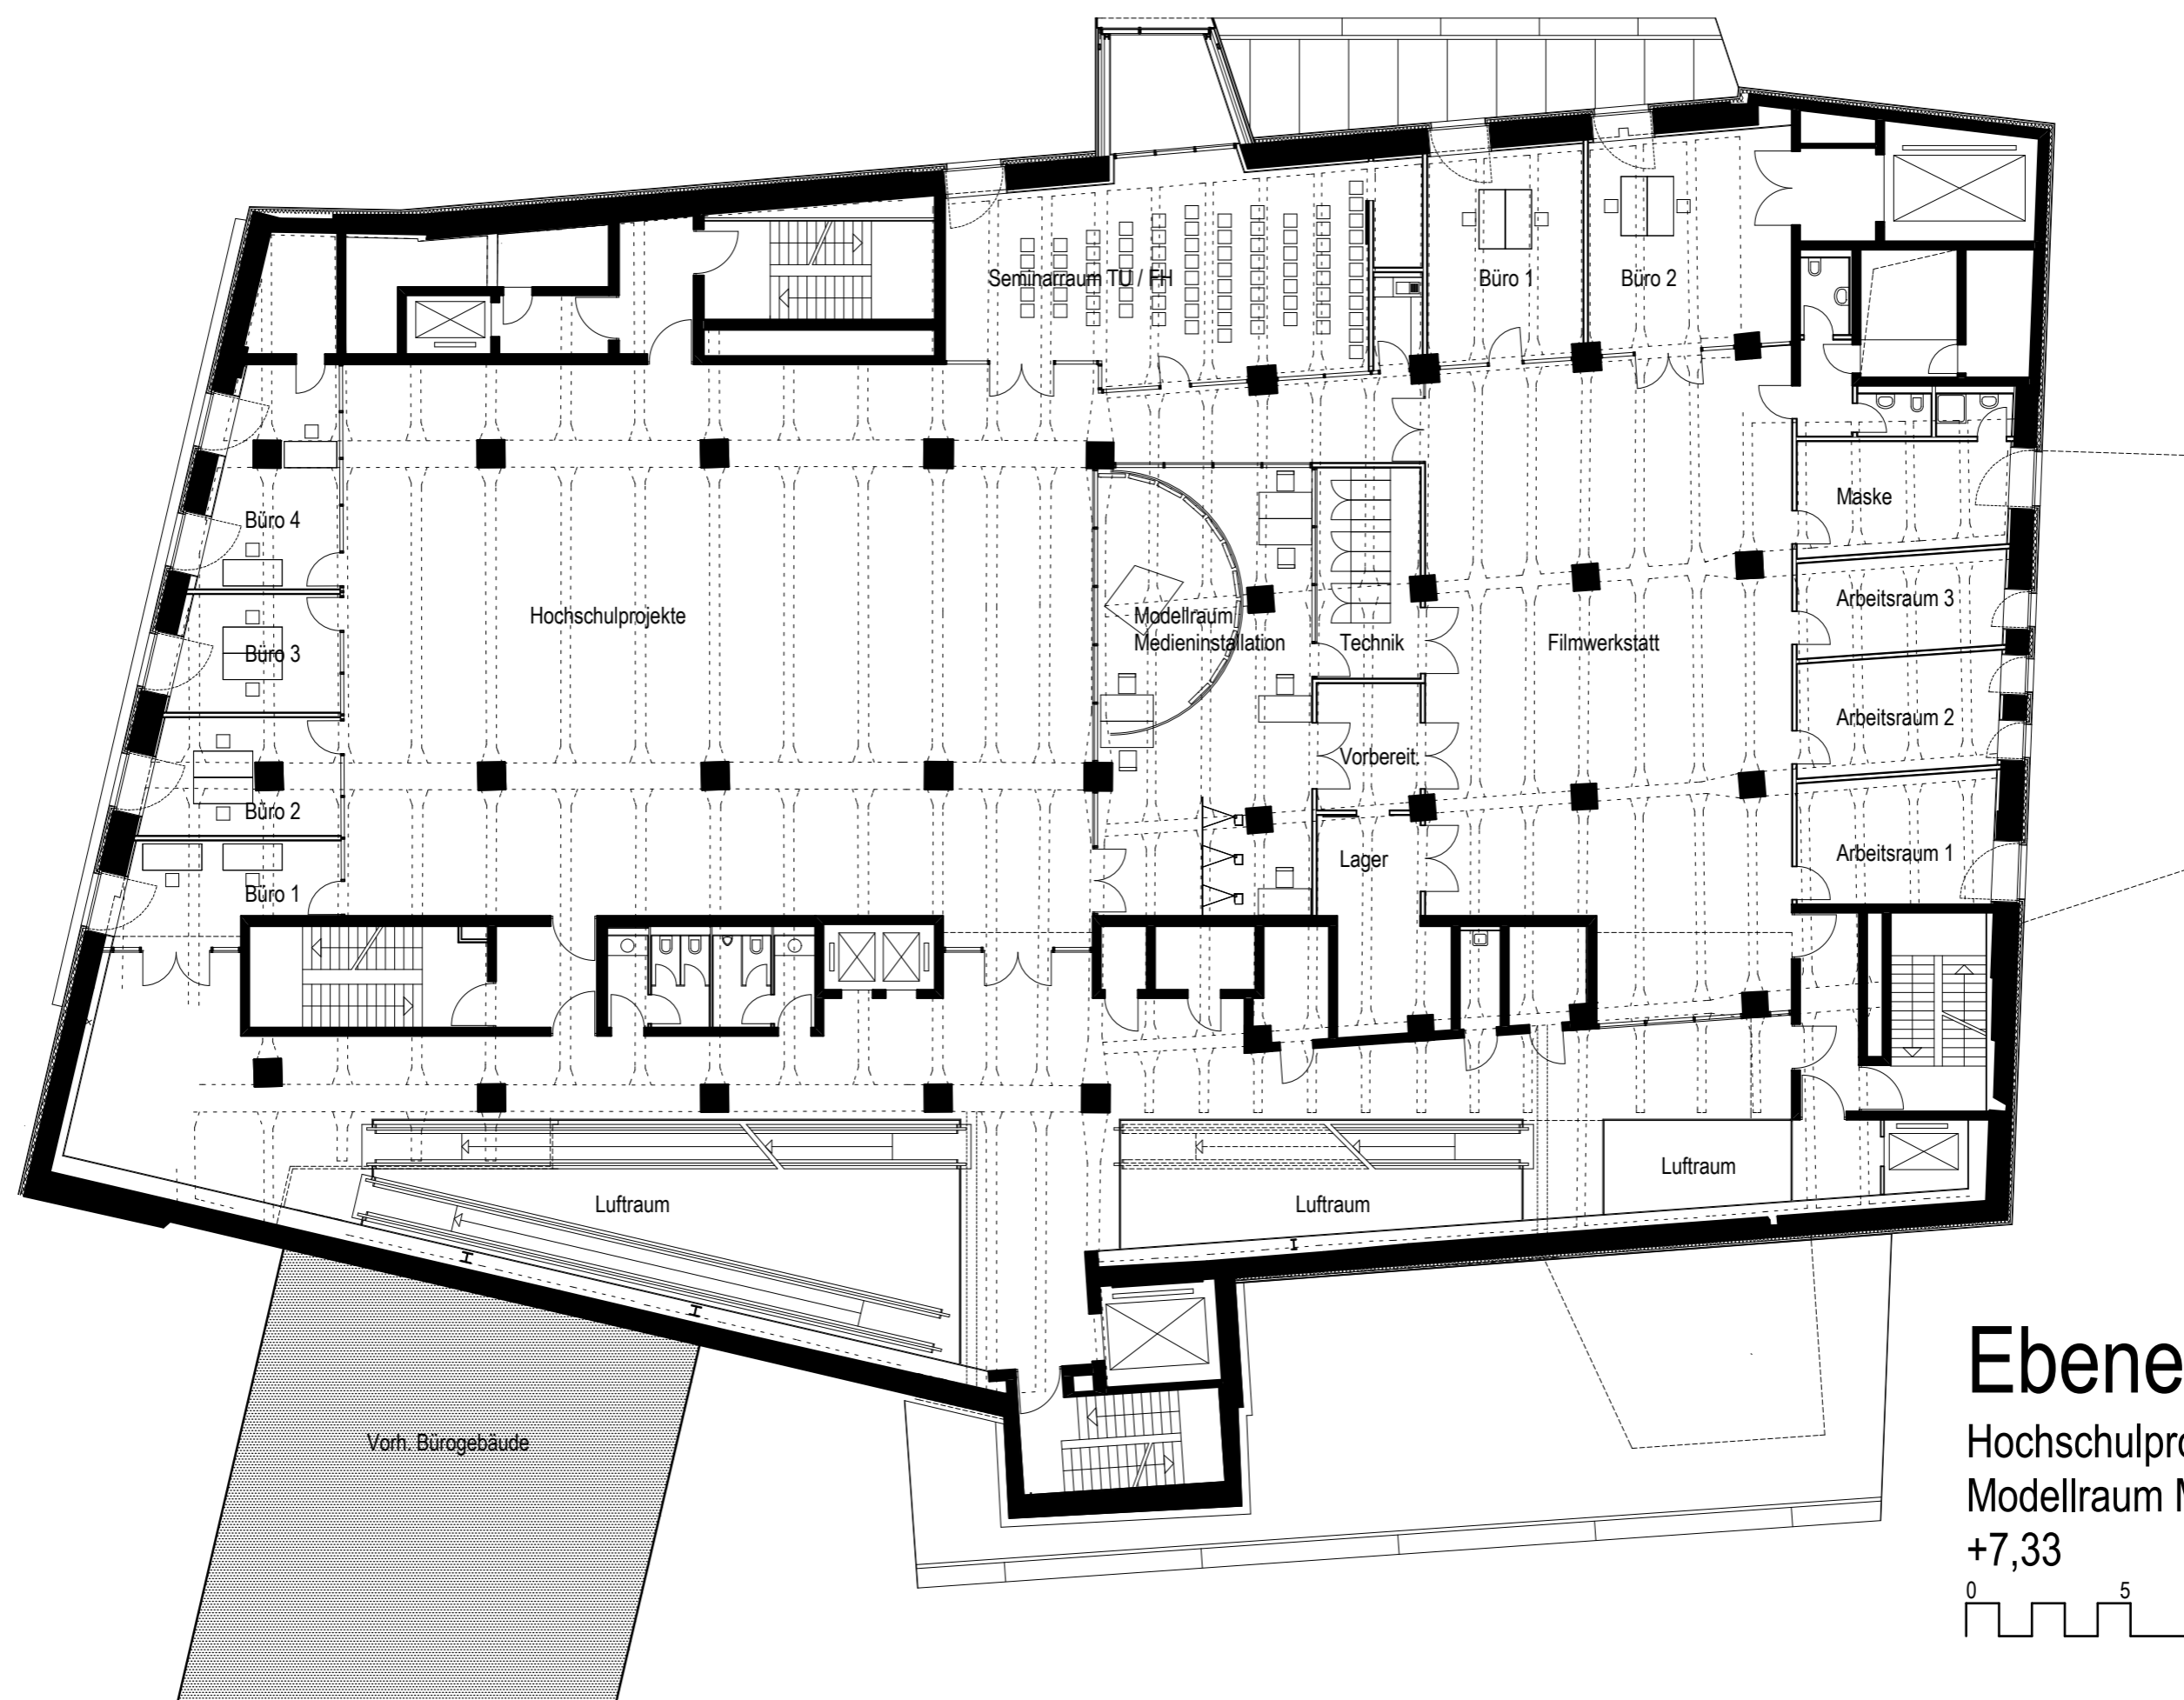 Seminarraum TU / FH
Büro 1
Büro 2
Büro 4
Maske
Hochschulprojekte
Modellraum
Medieninstallation
Technik
Filmwerkstatt
Arbeitsraum 3
Büro 3
Arbeitsraum 2
Vorbereit.
Büro 2
Lager
Arbeitsraum 1
Büro 1
Luftraum
Luftraum
Luftraum
Vorh. Bürogebäude
Ebene
Hochschulpro
Modellraum M
+7,33
0 5